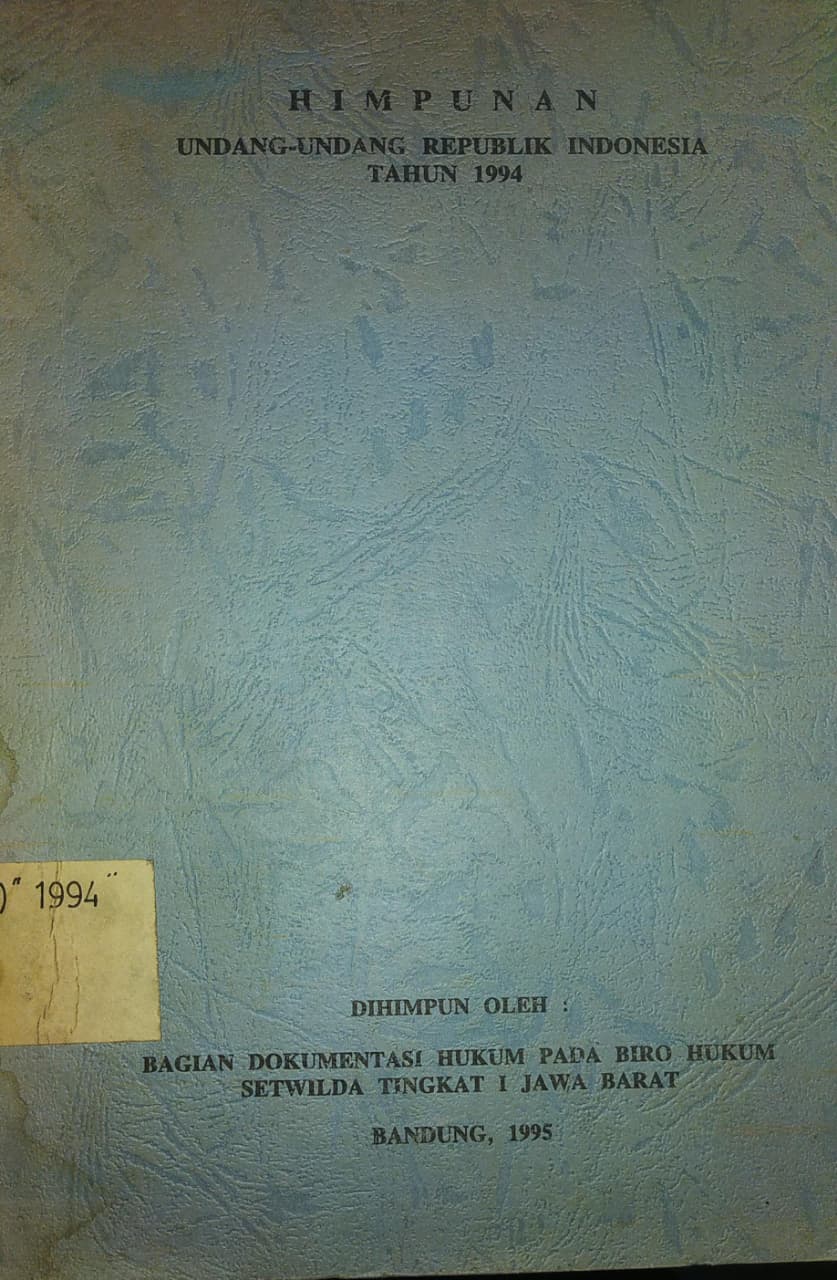 HIMPUNAN
UNDANG-UNDANG REPUBLIK INDONESIA
TAHUN 1994
)" 1994"
DIHIMPUN OLEH :
BAGIAN DOKUMENTASI HUKUM PADA BIRO HUKUM
SETWILDA TINGKAT I JAWA BARAT
BANDUNG, 1995